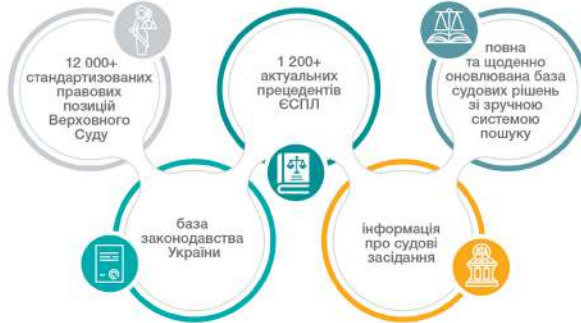 12 000+
стандартизованих
правових
позицій
Верховного
Суду
1 200+
актуальних
прецедентів
ЄСПЛ
повна
та щоденно
оновлювана база
судових рішень
зі зручною
системою
пошуку
база
законодавства
України
інформація
про судові
засідання